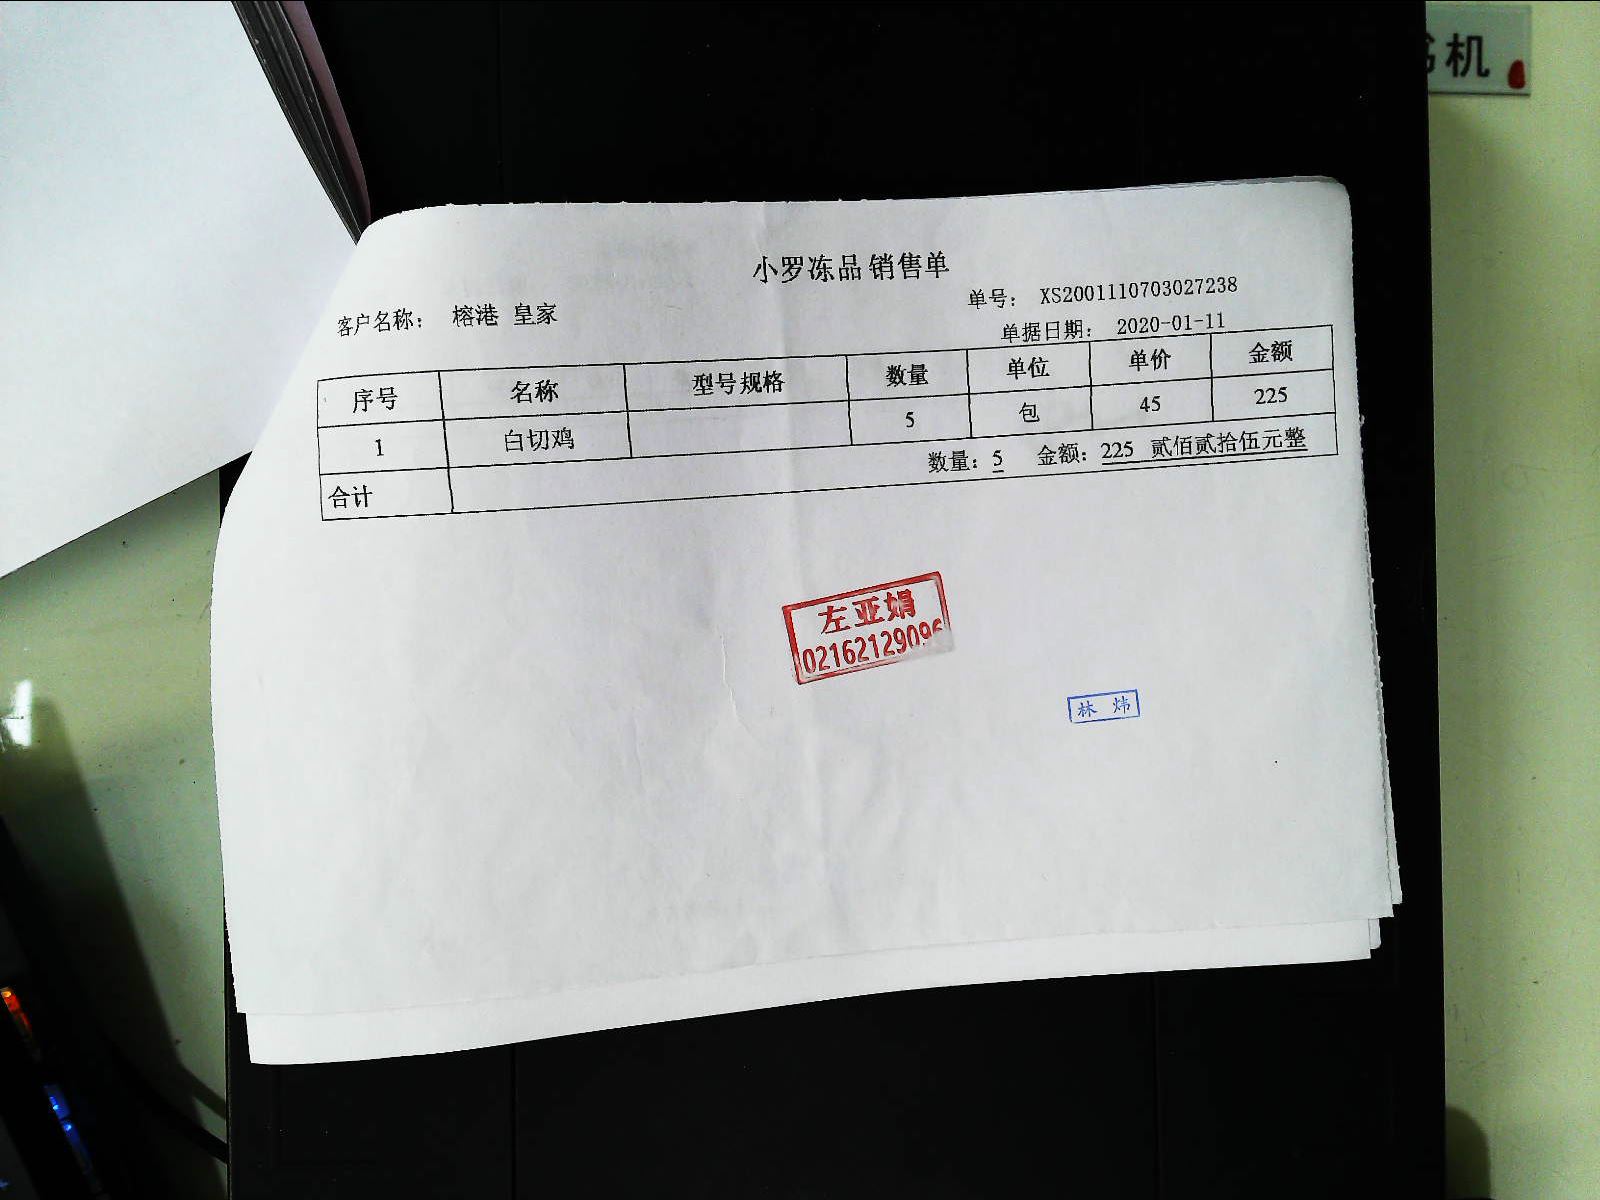 机
小罗冻品 销售单
单号： XS2001110703027238
客户名称： 榕港 皇家
单据日期： 2020-01-11
序号 名称 型号规格 数量 单位 单价 金额
1 白切鸡 5 包 45 225
合计 数量：5 金额：225 贰佰贰拾伍元整
左亚娟
02162129096
林 炜